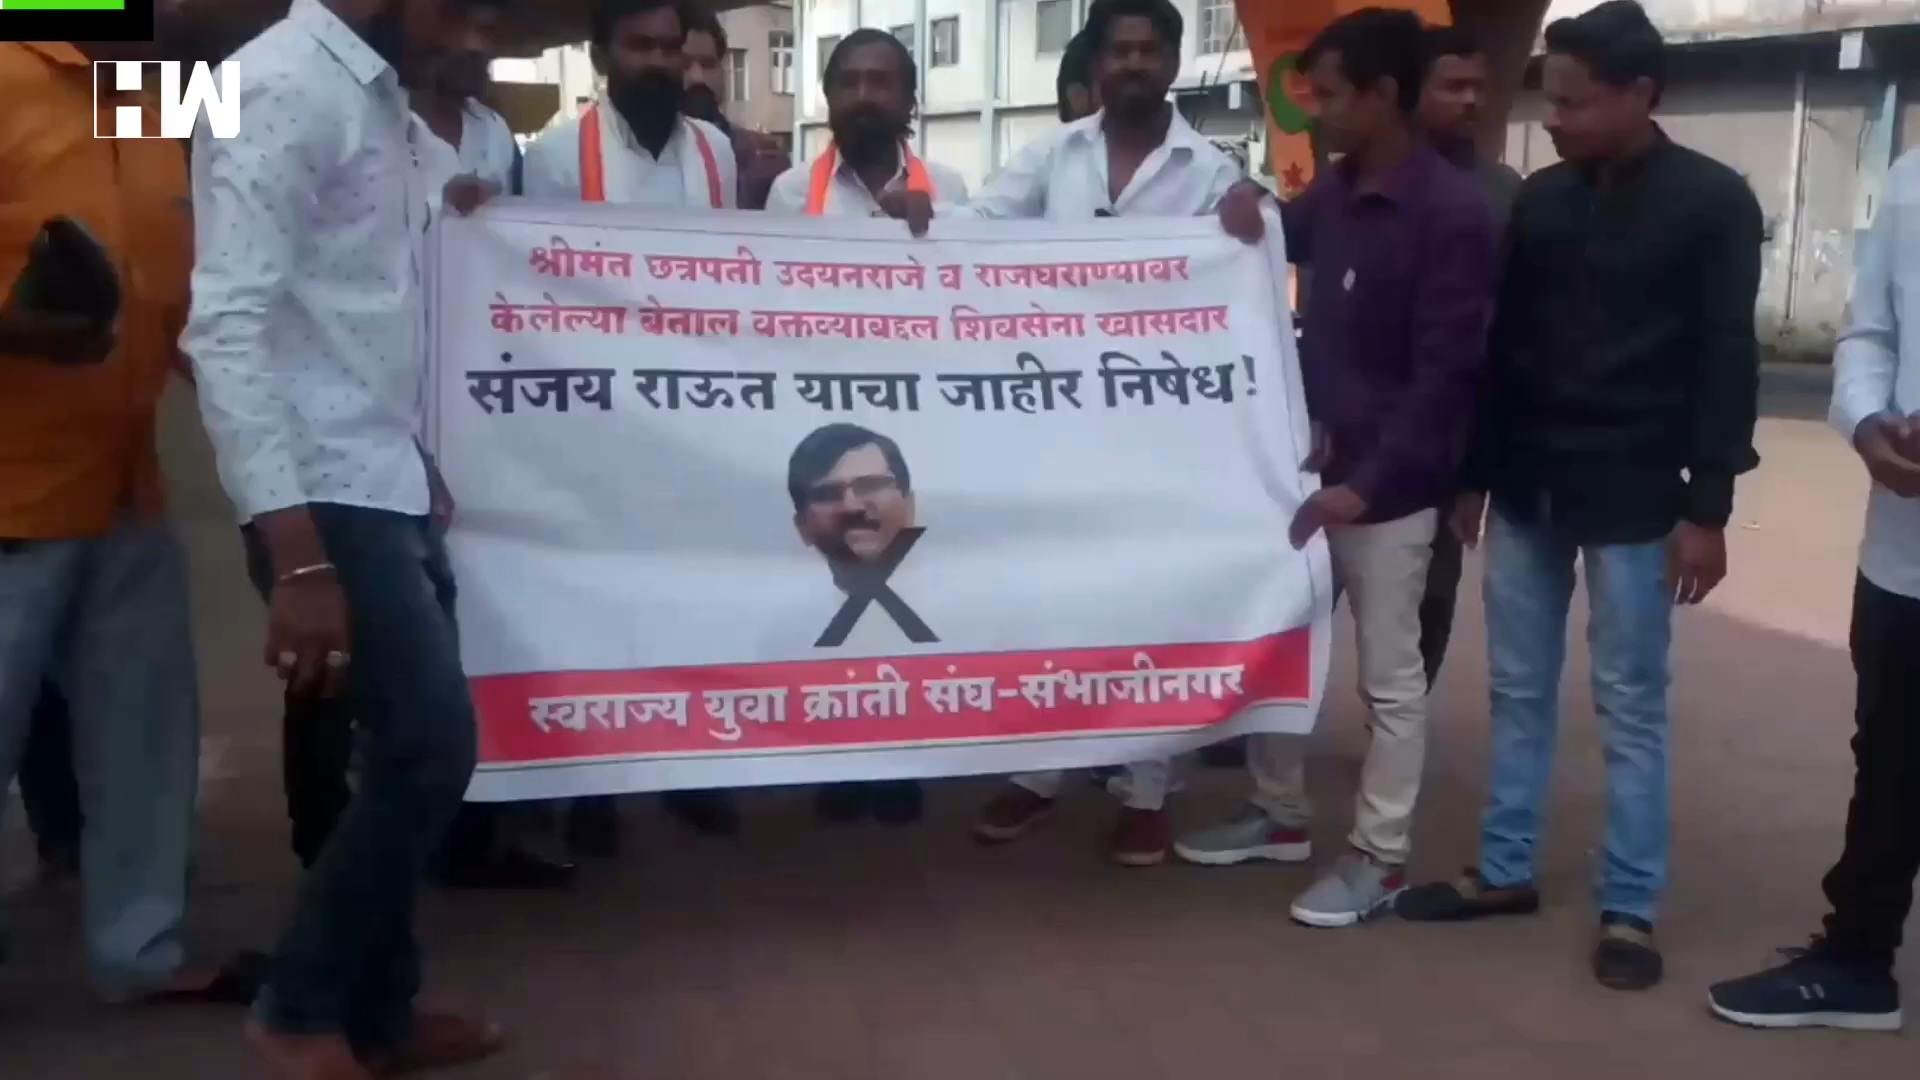 HW
श्रीमंत छत्रपती उदयनराजे व राजघराण्यावर
केलेल्या बेताल वक्तव्याबद्दल शिवसेना खासदार
संजय राऊत याचा जाहीर निषेध!
स्वराज्य युवा क्रांती संघ-संभाजीनगर